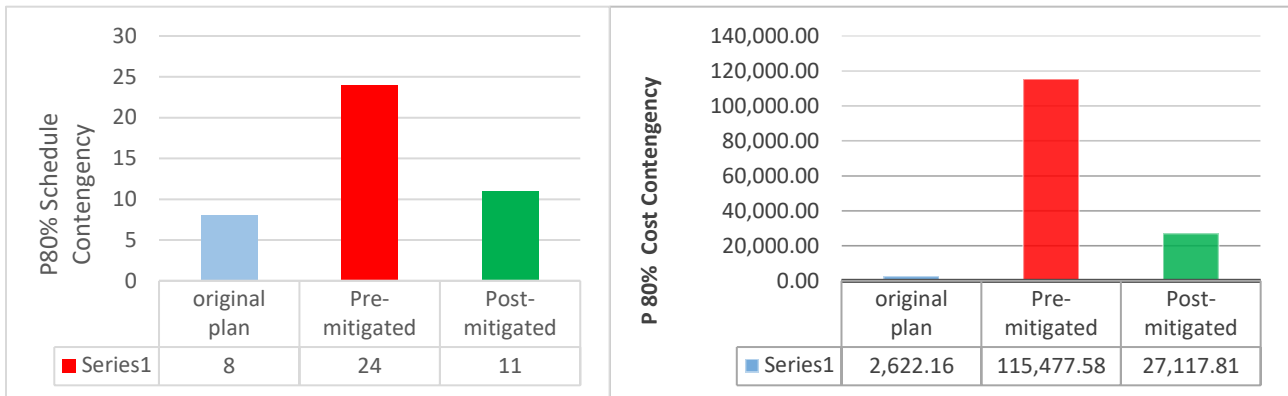 P80% Schedule
Contengency
30
25
20
15
10
5
0
original
plan
Pre-
mitigated
Post-
mitigated
Series1 8 24 11
P 80% Cost Contengency
140,000.00
120,000.00
100,000.00
80,000.00
60,000.00
40,000.00
20,000.00
0.00
original
plan
Pre-
mitigated
Post-
mitigated
Series1 2,622.16 115,477.58 27,117.81